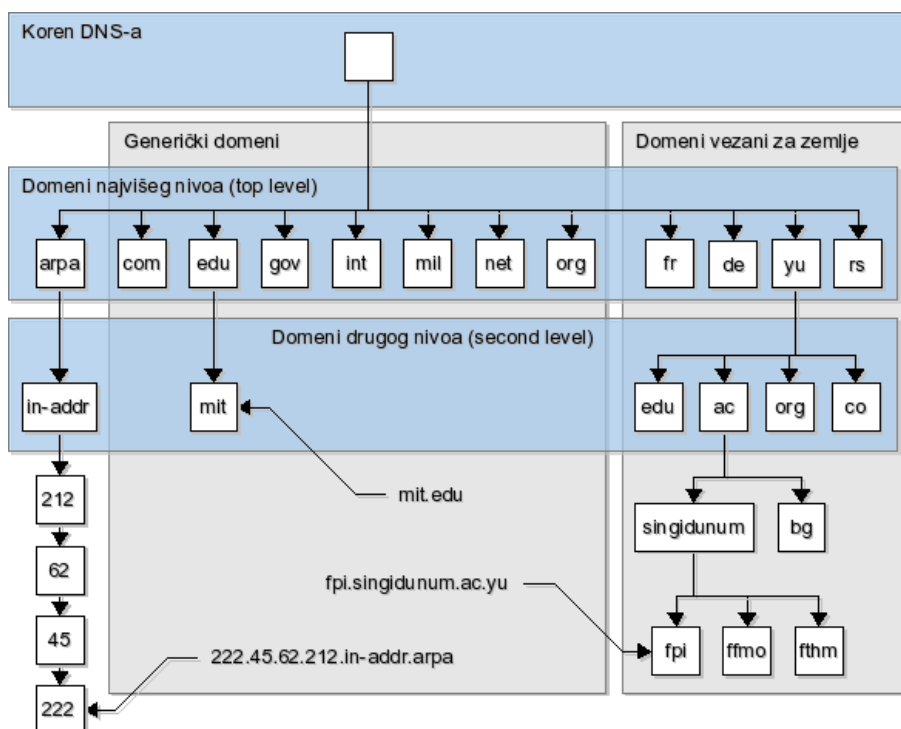 Koren DNS-a
Generički domeni
Domeni vezani za zemlje
Domeni najvišeg nivoa (top level)
arpa com edu gov int mil net org fr de yu rs
Domeni drugog nivoa (second level)
in-addr mit edu ac org co
212 mit.edu singidunum bg
62 fpi.singidunum.ac.yu
45 222.45.62.212.in-addr.arpa fpi ffmo fthm
222